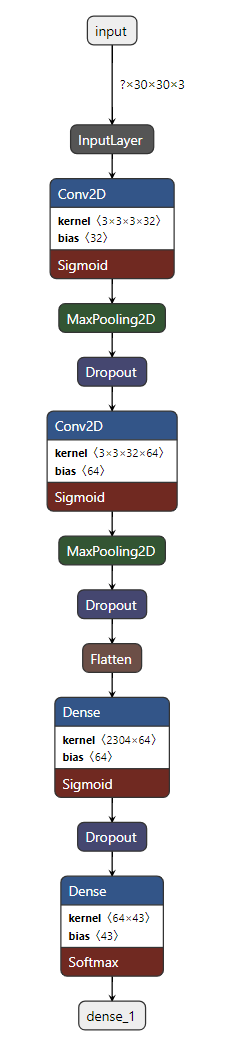 input
?×30×30×3
InputLayer
Conv2D
kernel 〈3×3×3×32〉
bias 〈32〉
Sigmoid
MaxPooling2D
Dropout
Conv2D
kernel 〈3×3×32×64〉
bias 〈64〉
Sigmoid
MaxPooling2D
Dropout
Flatten
Dense
kernel 〈2304×64〉
bias 〈64〉
Sigmoid
Dropout
Dense
kernel 〈64×43〉
bias 〈43〉
Softmax
dense_1